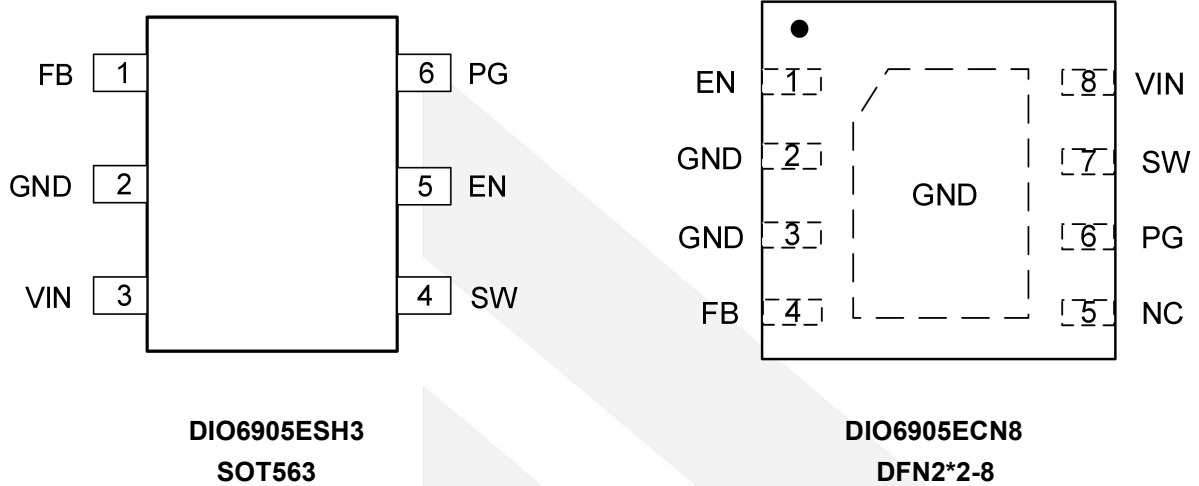 FB 1
6 PG
GND 2
5 EN
VIN 3
4 SW
DIO6905ESH3
SOT563
EN 1
8 VIN
GND 2
7 SW
GND
GND 3
6 PG
FB 4
5 NC
DIO6905ECN8
DFN2*2-8